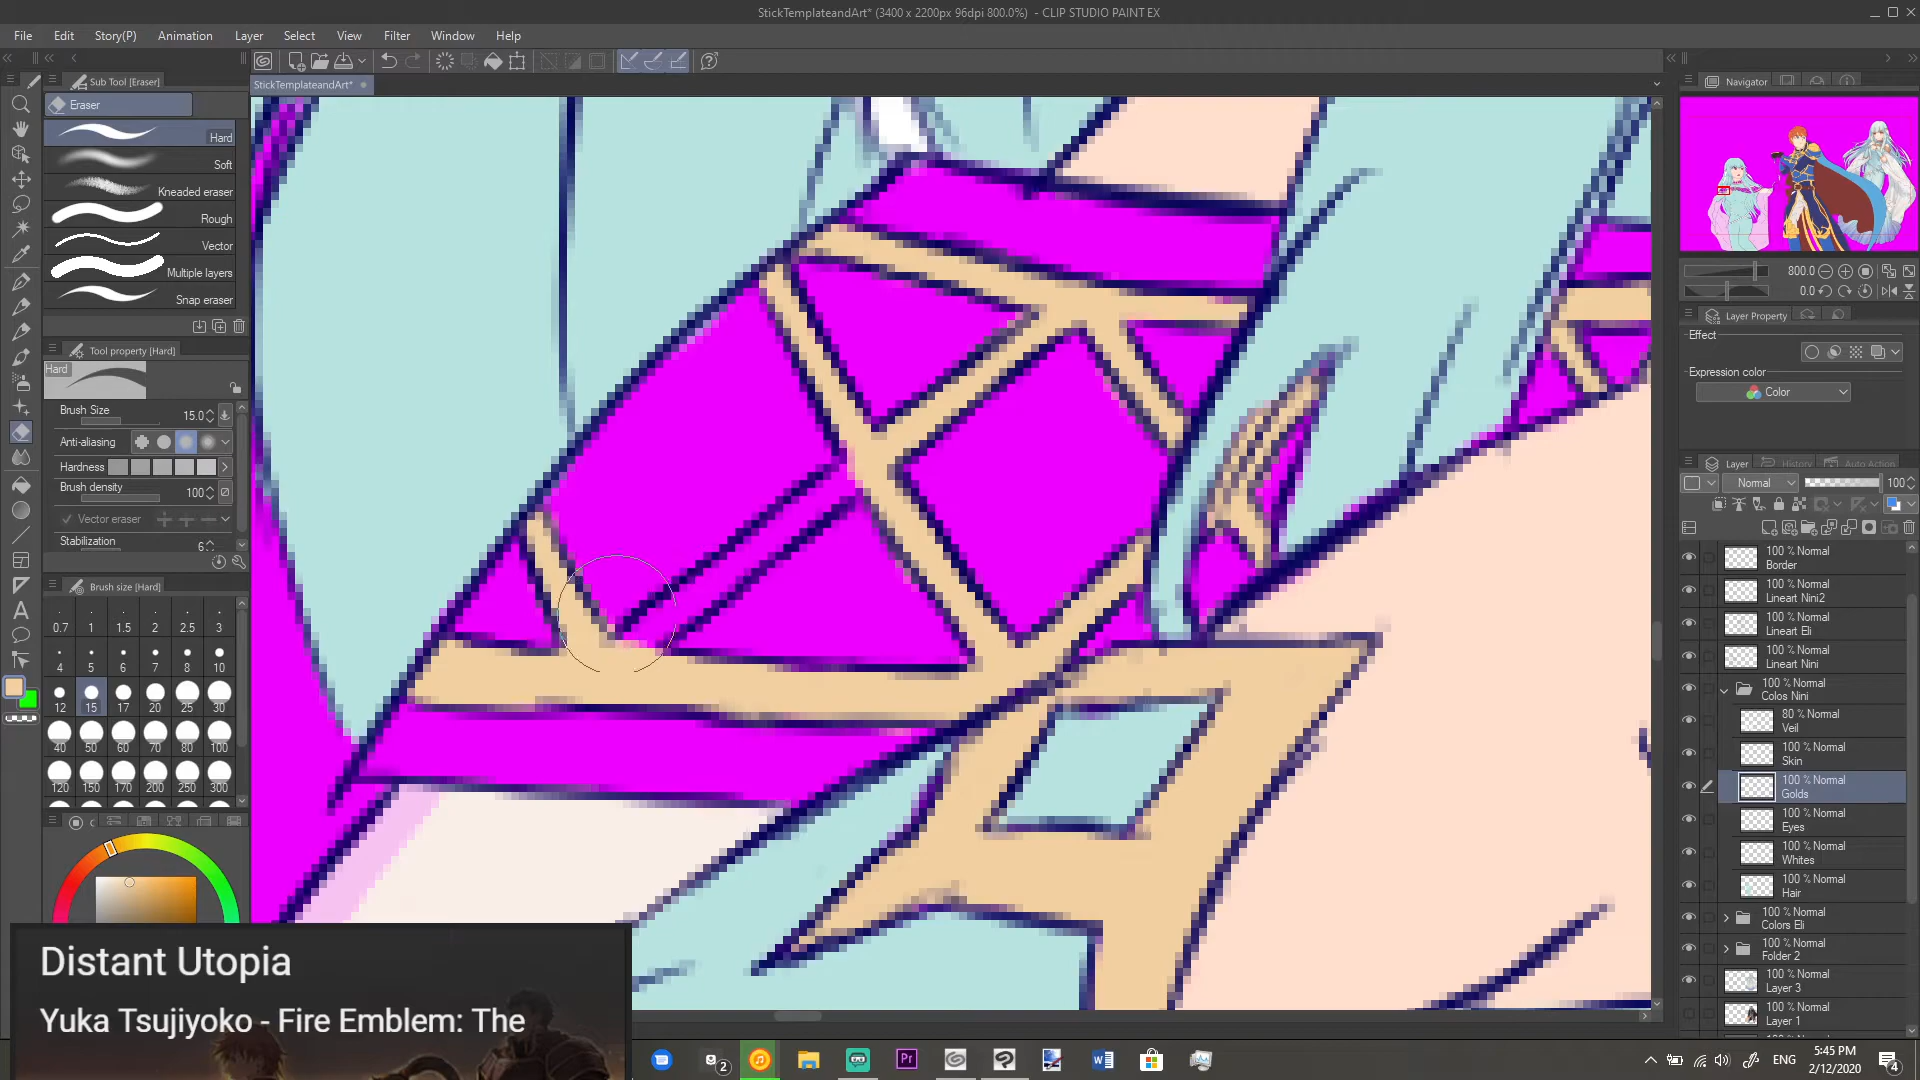 StickTemplateandArt* (3400 x 2200px 96dpi 800.0%) - CLIP STUDIO PAINT EX
File Edit Story(P) Animation Layer Select View Filter Window Help
Sub Tool [Eraser]
StickTemplateandArt*
Navigator
Eraser
Hard
Soft
Kneaded eraser
Rough
Vector
Multiple layers
Snap eraser
Tool property [Hard]
Hard
Brush Size 15.0
Anti-aliasing
Hardness
Brush density 100
Vector eraser
Stabilization 6
Brush size [Hard]
0.7 1 1.5 2 2.5 3
4 5 6 7 8 10
12 15 17 20 25 30
40 50 60 70 80 100
120 150 170 200 250 300
800.0
0.0
Layer Property
Effect
Expression color
Color
Layer History Auto Action
Normal 100
100 % Normal
Border
100 % Normal
Lineart Nini2
100 % Normal
Lineart Eli
100 % Normal
Lineart Nini
100 % Normal
Colos Nini
80 % Normal
Veil
100 % Normal
Skin
100 % Normal
Golds
100 % Normal
Eyes
100 % Normal
Whites
100 % Normal
Hair
100 % Normal
Colors Eli
100 % Normal
Folder 2
100 % Normal
Layer 3
100 % Normal
Layer 1
Distant Utopia
Yuka Tsujiyoko - Fire Emblem: The
2
Pr
ENG
5:45 PM
2/12/2020
4